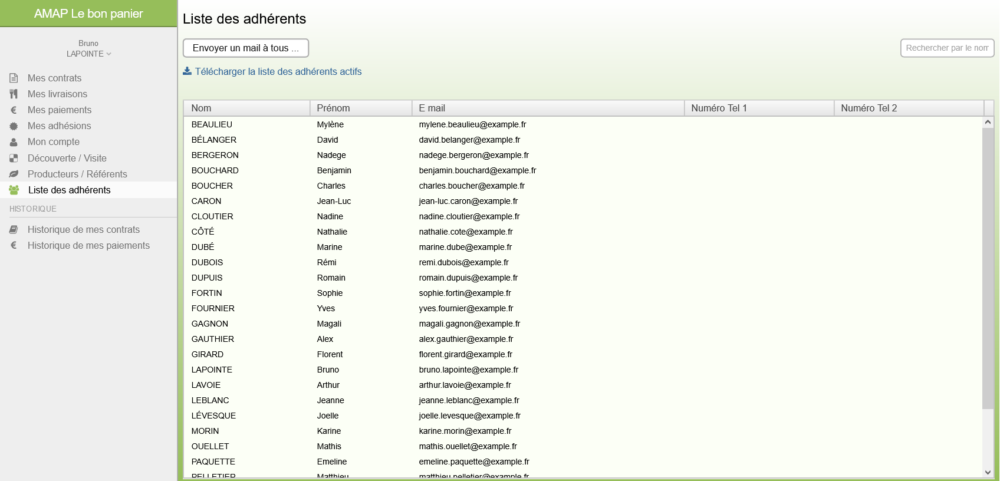 AMAP Le bon panier
Bruno
LAPOINTE
Mes contrats
Mes livraisons
Mes paiements
Mes adhésions
Mon compte
Découverte / Visite
Producteurs / Référents
Liste des adhérents
HISTORIQUE
Historique de mes contrats
Historique de mes paiements
Liste des adhérents
Envoyer un mail à tous ...
Rechercher par le nom
Télécharger la liste des adhérents actifs
Nom Prénom E mail Numéro Tel 1 Numéro Tel 2
BEAULIEU Mylène mylene.beaulieu@example.fr
BÉLANGER David david.belanger@example.fr
BERGERON Nadege nadege.bergeron@example.fr
BOUCHARD Benjamin benjamin.bouchard@example.fr
BOUCHER Charles charles.boucher@example.fr
CARON Jean-Luc jean-luc.caron@example.fr
CLOUTIER Nadine nadine.cloutier@example.fr
CÔTÉ Nathalie nathalie.cote@example.fr
DUBÉ Marine marine.dube@example.fr
DUBOIS Rémi remi.dubois@example.fr
DUPUIS Romain romain.dupuis@example.fr
FORTIN Sophie sophie.fortin@example.fr
FOURNIER Yves yves.fournier@example.fr
GAGNON Magali magali.gagnon@example.fr
GAUTHIER Alex alex.gauthier@example.fr
GIRARD Florent florent.girard@example.fr
LAPOINTE Bruno bruno.lapointe@example.fr
LAVOIE Arthur arthur.lavoie@example.fr
LEBLANC Jeanne jeanne.leblanc@example.fr
LÉVESQUE Joelle joelle.levesque@example.fr
MORIN Karine karine.morin@example.fr
OUELLET Mathis mathis.ouellet@example.fr
PAQUETTE Emeline emeline.paquette@example.fr
PELLETIER Matthieu matthieu.pelletier@example.fr